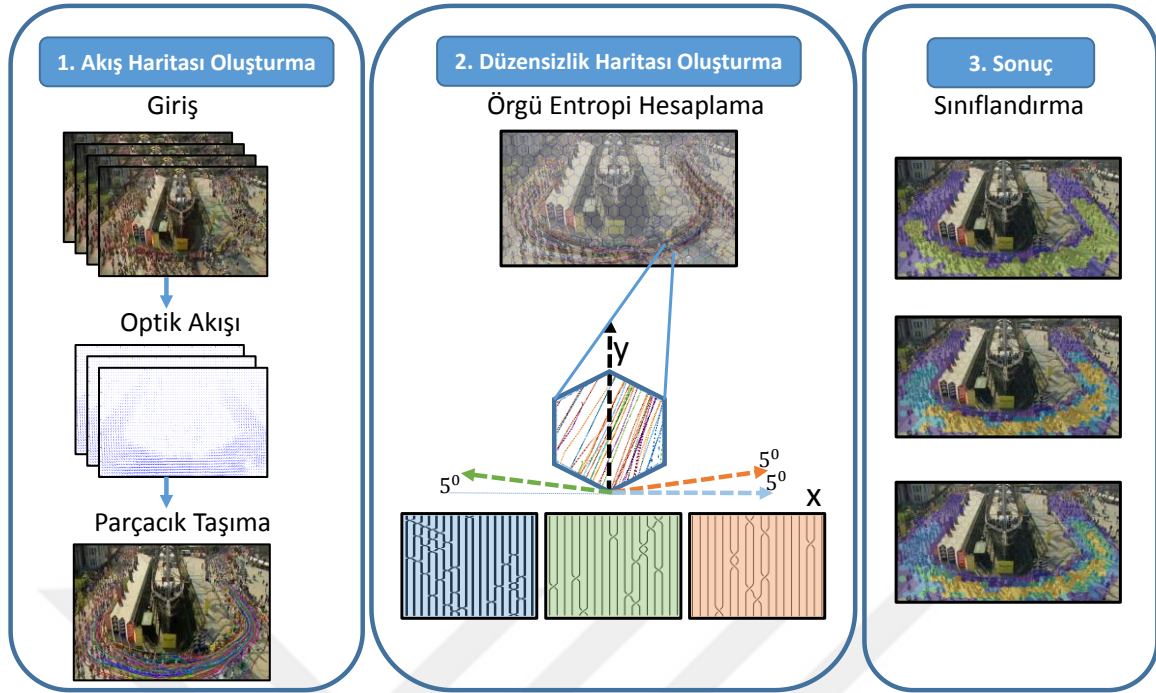 1. Akış Haritası Oluşturma
Giriş
Optik Akışı
Parçacık Taşıma
2. Düzensizlik Haritası Oluşturma
Örgü Entropi Hesaplama
y
5⁰
5⁰
5⁰
x
3. Sonuç
Sınıflandırma